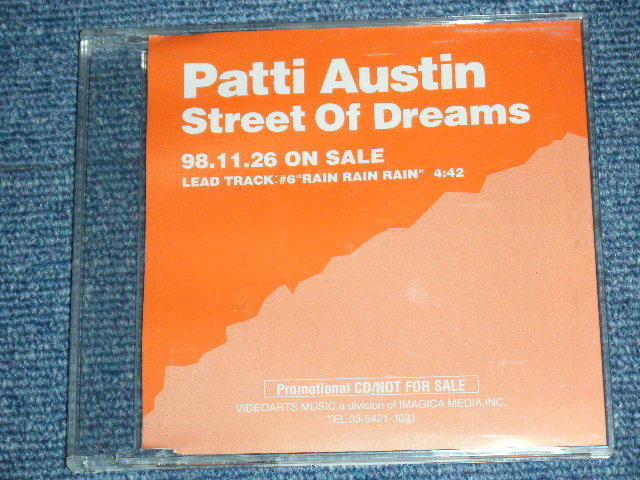 Patti Austin
Street Of Dreams
98.11.26 ON SALE
LEAD TRACK:#6"RAIN RAIN RAIN" 4:42
Promotional CD/NOT FOR SALE
VIDEOARTS MUSIC,a division of IMAGICA MEDIA,INC.
TEL.03-5421-3031